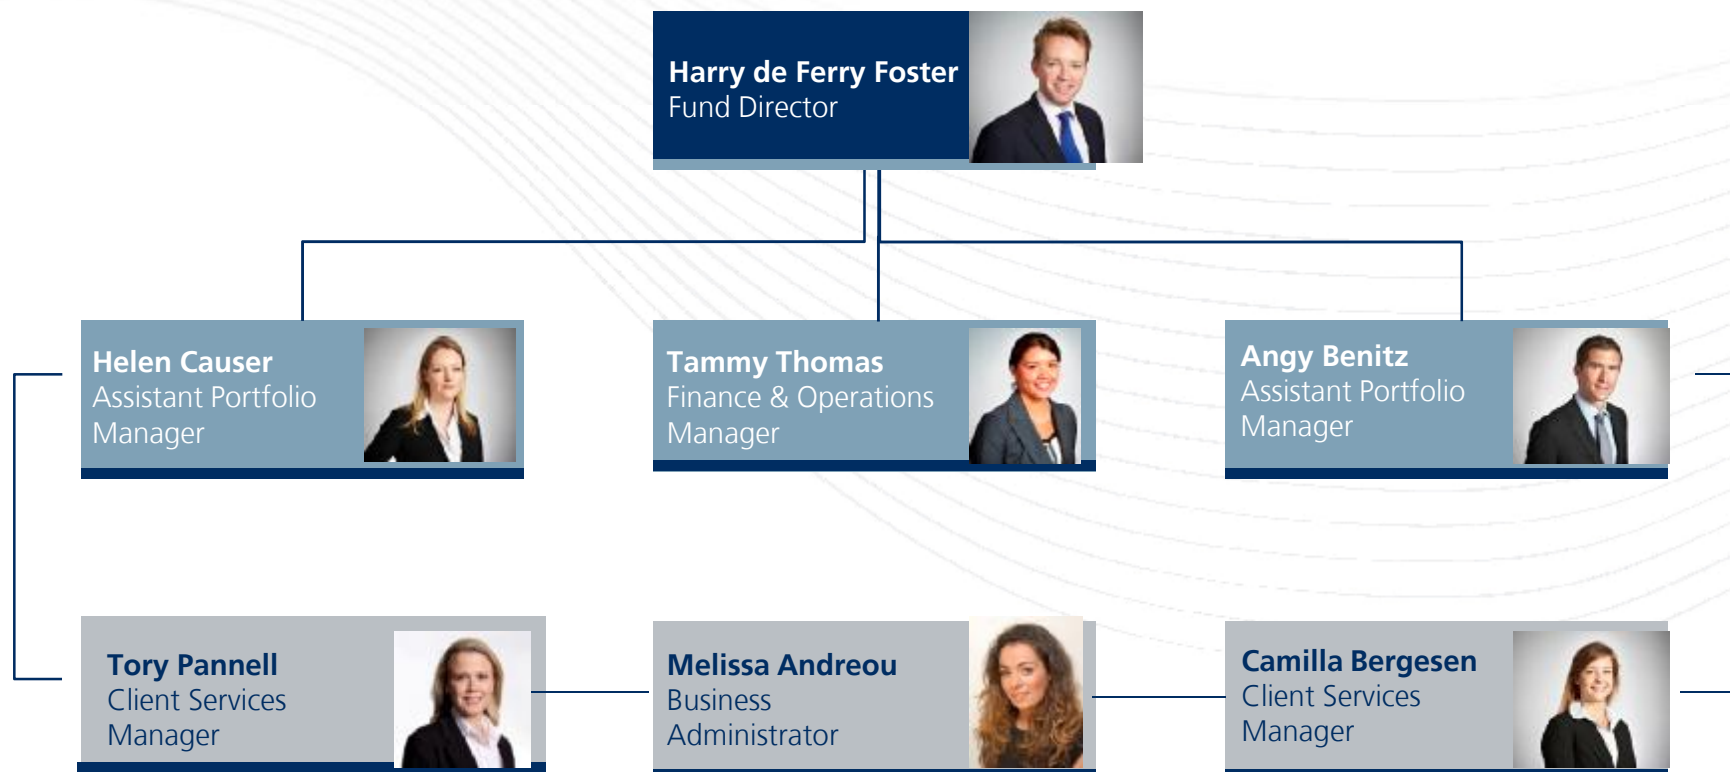 Harry de Ferry Foster
Fund Director
Helen Causer
Assistant Portfolio
Manager
Tammy Thomas
Finance & Operations
Manager
Angy Benitz
Assistant Portfolio
Manager
Tory Pannell
Client Services
Manager
Melissa Andreou
Business
Administrator
Camilla Bergesen
Client Services
Manager